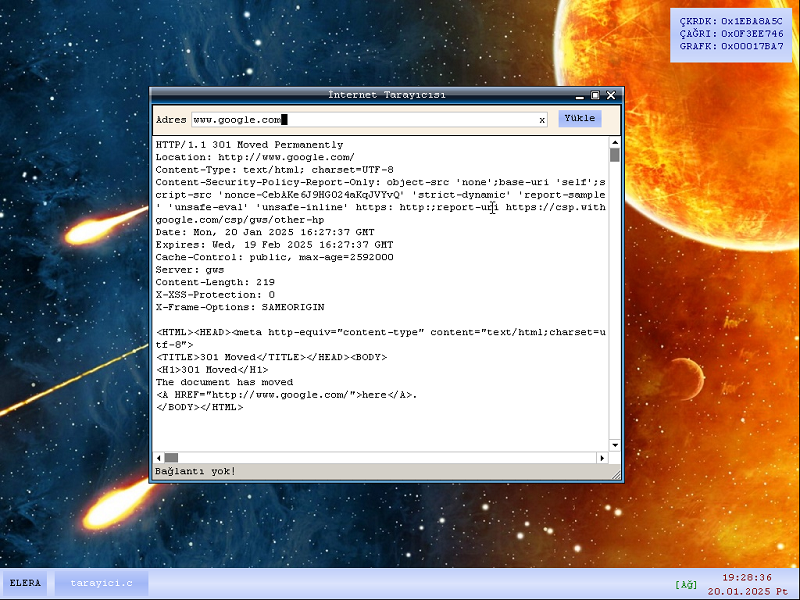 ÇKRDK: 0x1EBA8A5C
ÇAĞRI: 0x0F3EE746
GRAFK: 0x00017BA7
İnternet Tarayıcısı
Adres www.google.com x Yükle
HTTP/1.1 301 Moved Permanently
Location: http://www.google.com/
Content-Type: text/html; charset=UTF-8
Content-Security-Policy-Report-Only: object-src 'none';base-uri 'self';s
cript-src 'nonce-CebAKe6J9HGO24aKqJVYvQ' 'strict-dynamic' 'report-sample
' 'unsafe-eval' 'unsafe-inline' https: http:;report-uri https://csp.with
google.com/csp/gws/other-hp
Date: Mon, 20 Jan 2025 16:27:37 GMT
Expires: Wed, 19 Feb 2025 16:27:37 GMT
Cache-Control: public, max-age=2592000
Server: gws
Content-Length: 219
X-XSS-Protection: 0
X-Frame-Options: SAMEORIGIN
<HTML><HEAD><meta http-equiv="content-type" content="text/html;charset=u
tf-8">
<TITLE>301 Moved</TITLE></HEAD><BODY>
<H1>301 Moved</H1>
The document has moved
<A HREF="http://www.google.com/">here</A>.
</BODY></HTML>
Bağlantı yok!
ELERA tarayici.c [Ağ] 19:28:36
20.01.2025 Pt